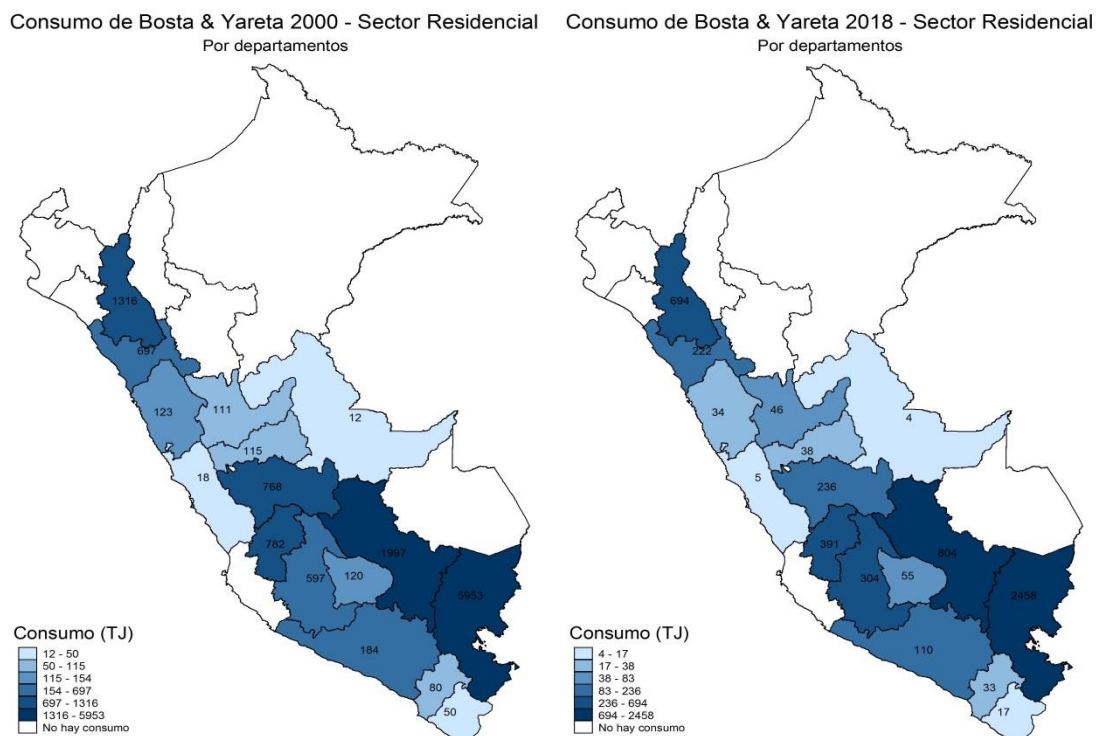 Consumo de Bosta & Yareta 2000 - Sector Residencial
Por departamentos
1316
697
123
111
12
115
18
768
782
1997
597
120
5953
184
80
50
Consumo (TJ)
12 - 50
50 - 115
115 - 154
154 - 697
697 - 1316
1316 - 5953
No hay consumo
Consumo de Bosta & Yareta 2018 - Sector Residencial
Por departamentos
694
222
34
46
4
38
5
236
391
804
304
55
2458
110
33
17
Consumo (TJ)
4 - 17
17 - 38
38 - 83
83 - 236
236 - 694
694 - 2458
No hay consumo